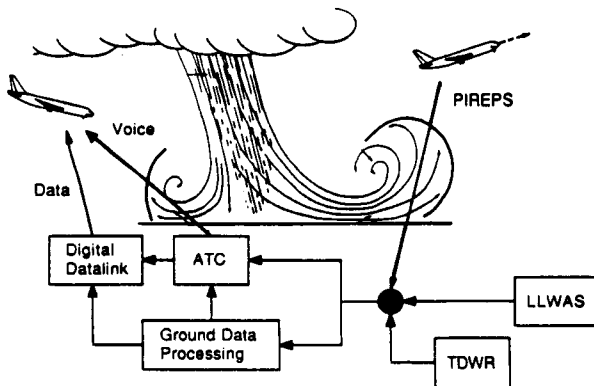 PIREPS
Voice
Data
Digital
Datalink
ATC
LLWAS
Ground Data
Processing
TDWR